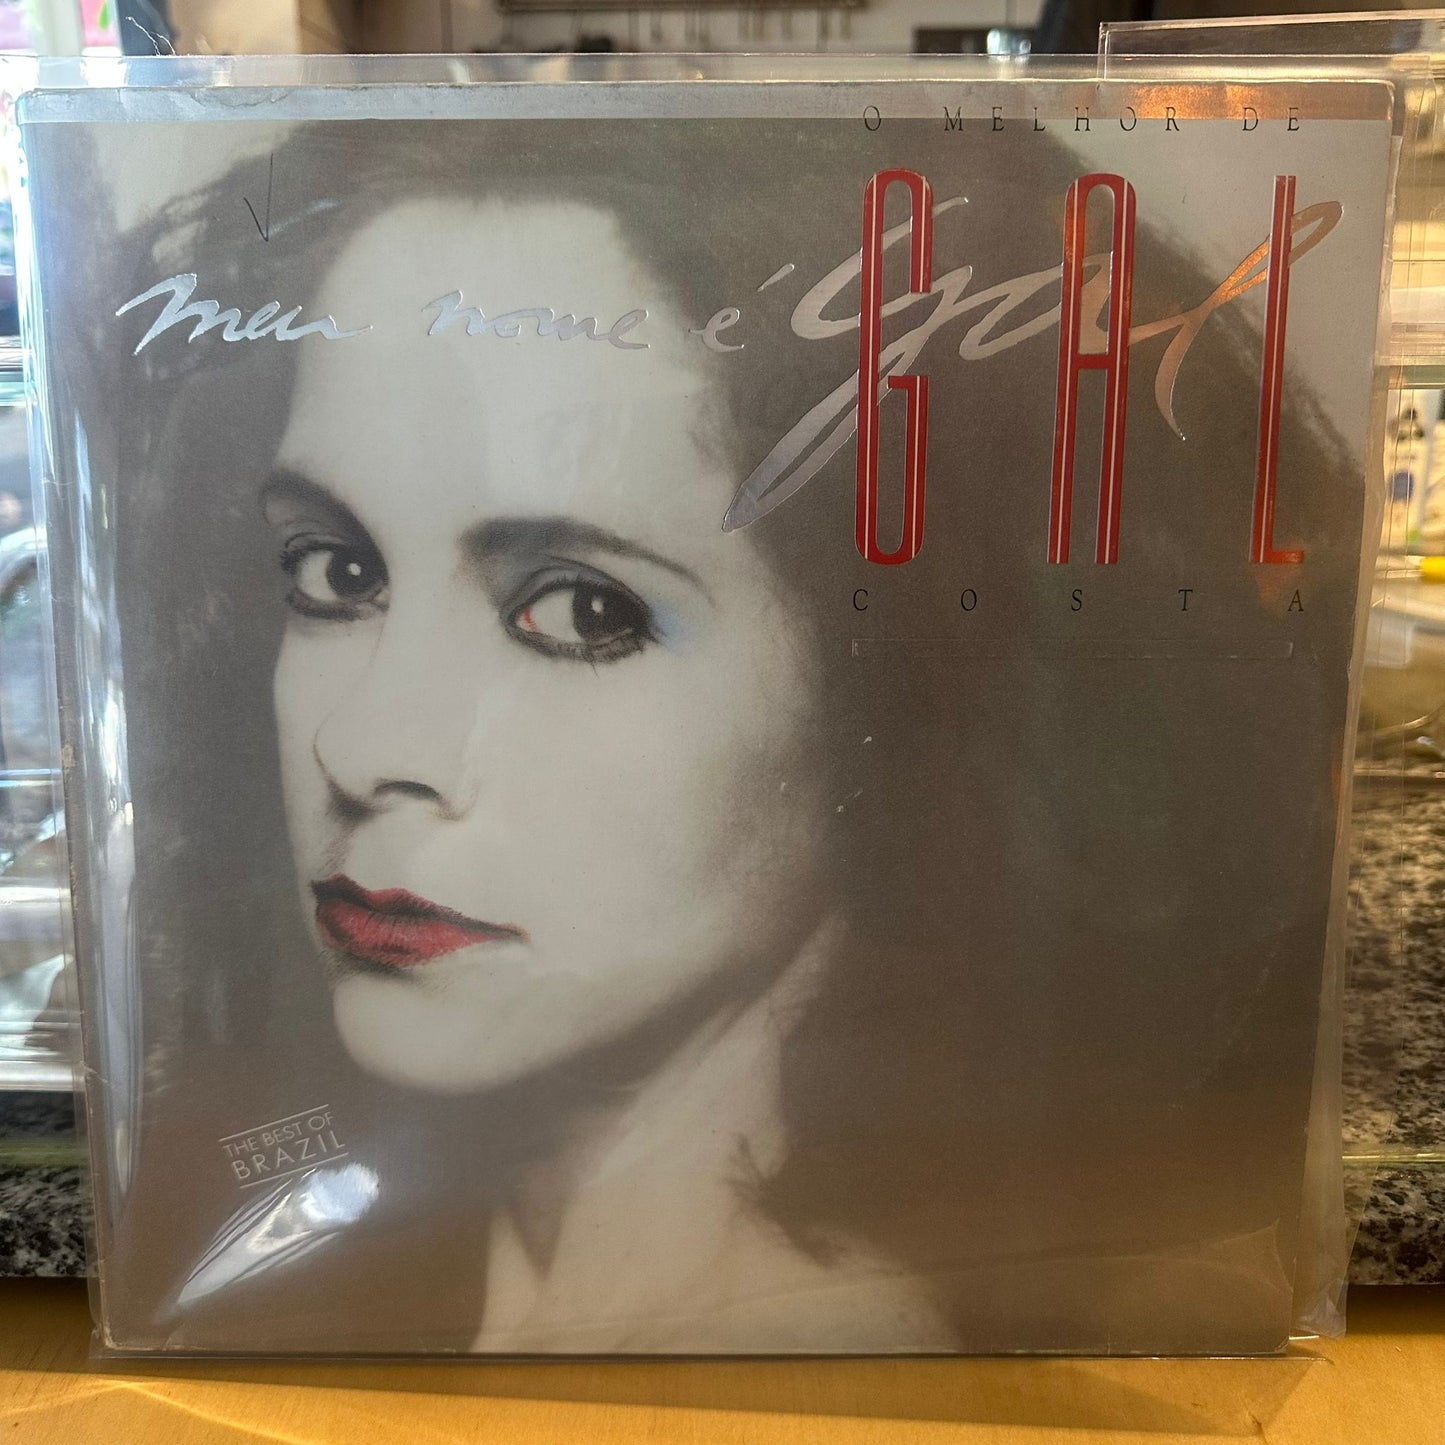 O MELHOR DE
GAL
COSTA
meu nome é Gal
THE BEST OF
BRAZIL